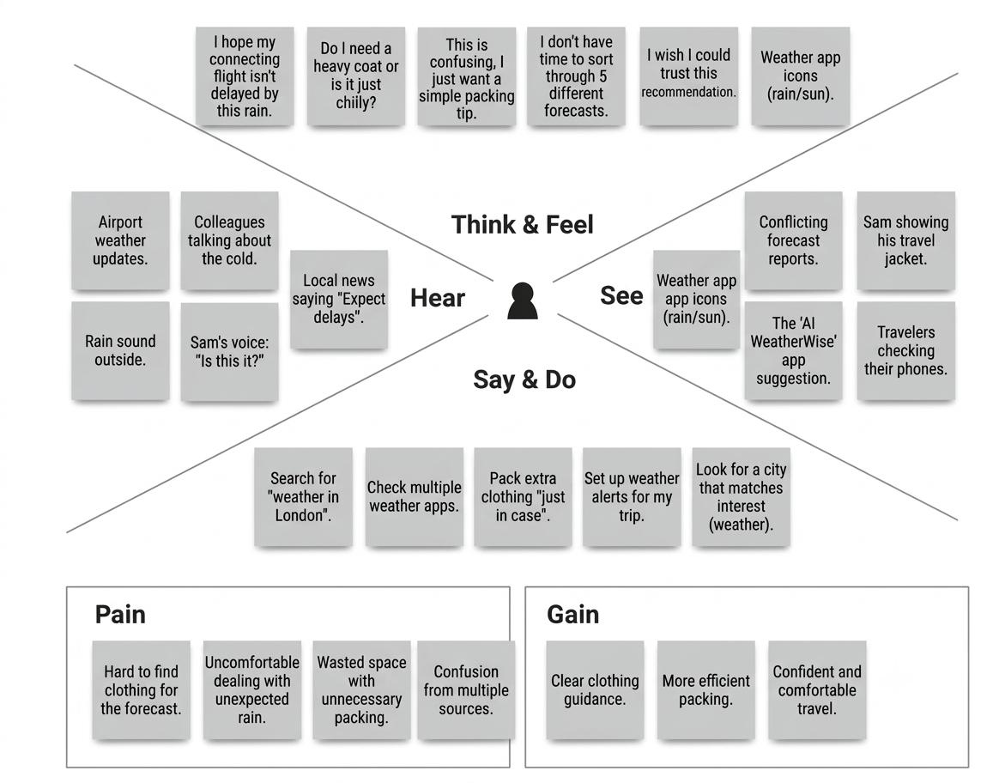 I hope my
connecting
flight isn't
delayed by
this rain.
Do I need a
heavy coat or
is it just
chilly?
This is
confusing, I
just want a
simple packing
tip.
I don't have
time to sort
through 5
different
forecasts.
I wish I could
trust this
recommendation.
Weather app
icons
(rain/sun).
Think & Feel
Airport
weather
updates.
Colleagues
talking about
the cold.
Local news
saying "Expect
delays".
Rain sound
outside.
Sam's voice:
"Is this it?"
Hear
See
Weather app
app icons
(rain/sun).
Conflicting
forecast
reports.
Sam showing
his travel
jacket.
The 'AI
WeatherWise'
app
suggestion.
Travelers
checking
their phones.
Say & Do
Search for
"weather in
London".
Check multiple
weather apps.
Pack extra
clothing "just
in case".
Set up weather
alerts for my
trip.
Look for a city
that matches
interest
(weather).
Pain
Hard to find
clothing for
the forecast.
Uncomfortable
dealing with
unexpected
rain.
Wasted space
with
unnecessary
packing.
Confusion
from multiple
sources.
Gain
Clear clothing
guidance.
More efficient
packing.
Confident and
comfortable
travel.